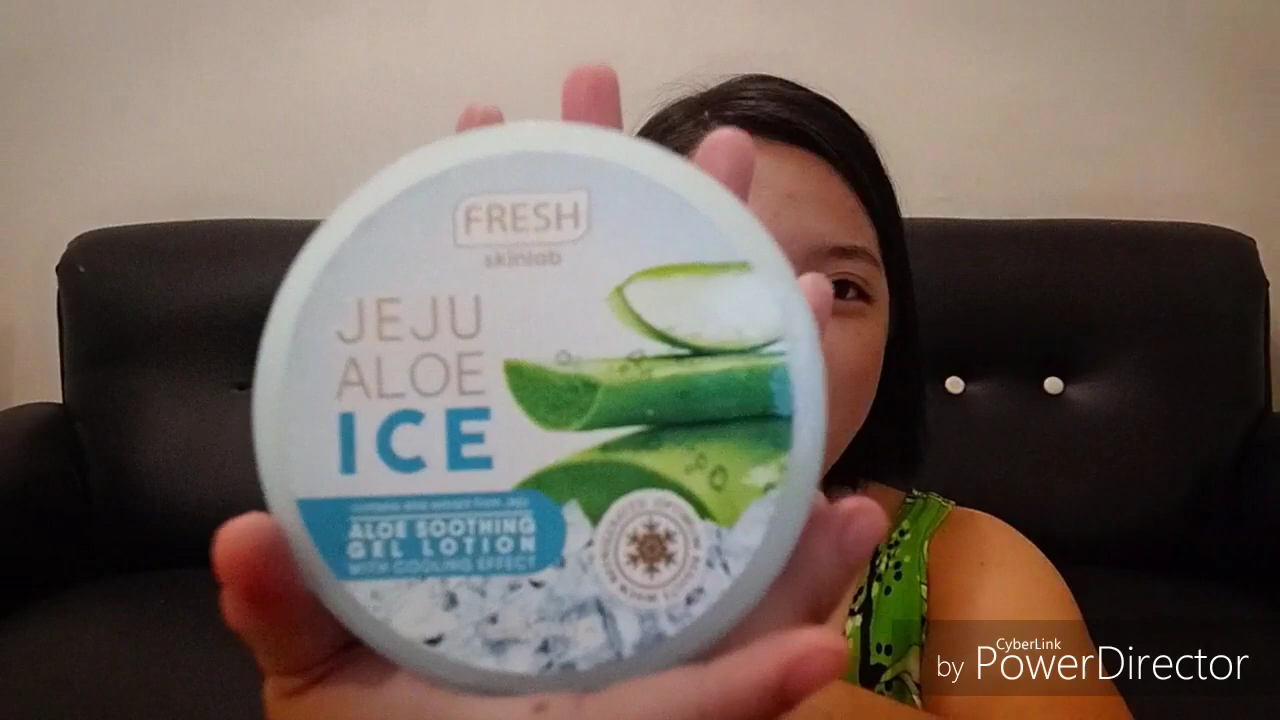 FRESH
skinlab
JEJU
ALOE
ICE
ALOE SOOTHING
GEL LOTION
WITH COOLING EFFECT
CyberLink
by PowerDirector